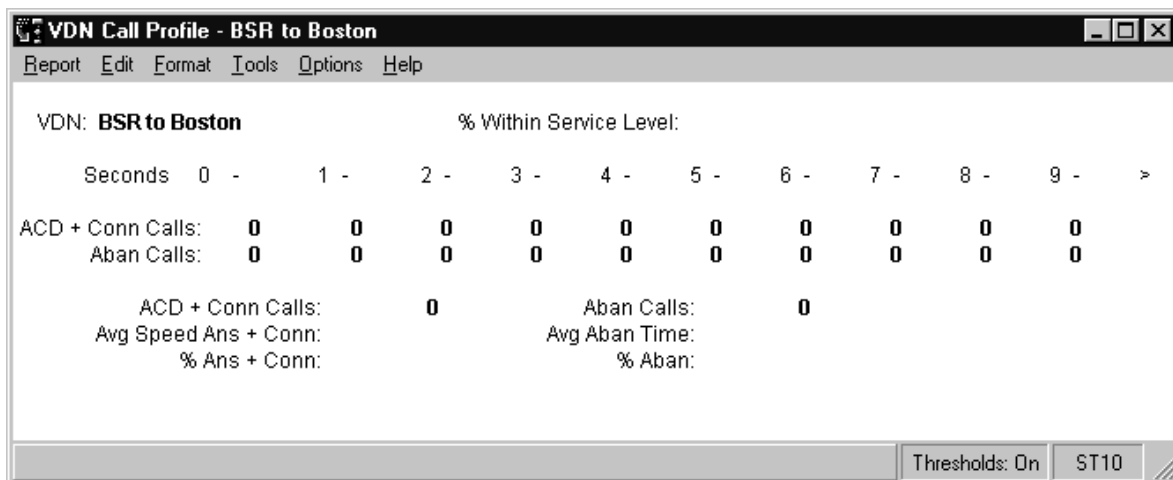 VDN Call Profile - BSR to Boston
Report Edit Format Tools Options Help
VDN: BSR to Boston % Within Service Level:
Seconds 0 - 1 - 2 - 3 - 4 - 5 - 6 - 7 - 8 - 9 - >
ACD + Conn Calls: 0 0 0 0 0 0 0 0 0 0
Aban Calls: 0 0 0 0 0 0 0 0 0 0
ACD + Conn Calls: 0 Aban Calls: 0
Avg Speed Ans + Conn: Avg Aban Time:
% Ans + Conn: % Aban:
Thresholds: On ST10